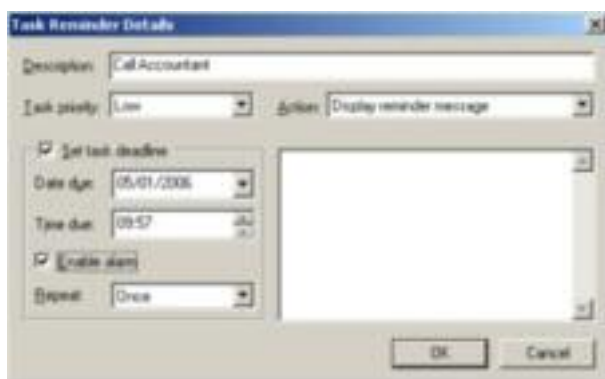 Task Reminder Details
Description: Call Accountant
Task priority: Low Action: Display reminder message
Set task deadline
Date due: 05/01/2006
Time due: 09:57
Enable alarm
Repeat: Once
OK Cancel